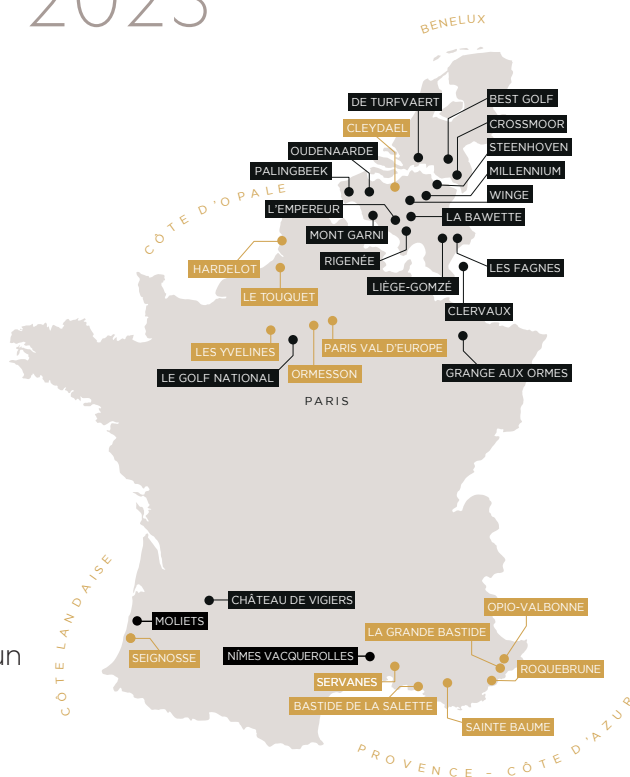 2023
BENELUX
DE TURFVAERT
BEST GOLF
CLEYDAEL
CROSSMOOR
OUDENAARDE
STEENHOVEN
PALINGBEEK
MILLENNIUM
CÔTE D'OPALE
WINGE
L'EMPEREUR
LA BAWETTE
MONT GARNI
RIGENÉE
LES FAGNES
HARDELOT
LIÈGE-GOMZÉ
LE TOUQUET
CLERVAUX
LES YVELINES
PARIS VAL D'EUROPE
LE GOLF NATIONAL
ORMESSON
GRANGE AUX ORMES
PARIS
CÔTE LANDAISE
CHÂTEAU DE VIGIERS
OPIO-VALBONNE
MOLIETS
LA GRANDE BASTIDE
un
SEIGNOSSE
NÎMES VACQUEROLLES
ROQUEBRUNE
SERVANES
BASTIDE DE LA SALETTE
SAINTE BAUME
PROVENCE - CÔTE D'AZUR